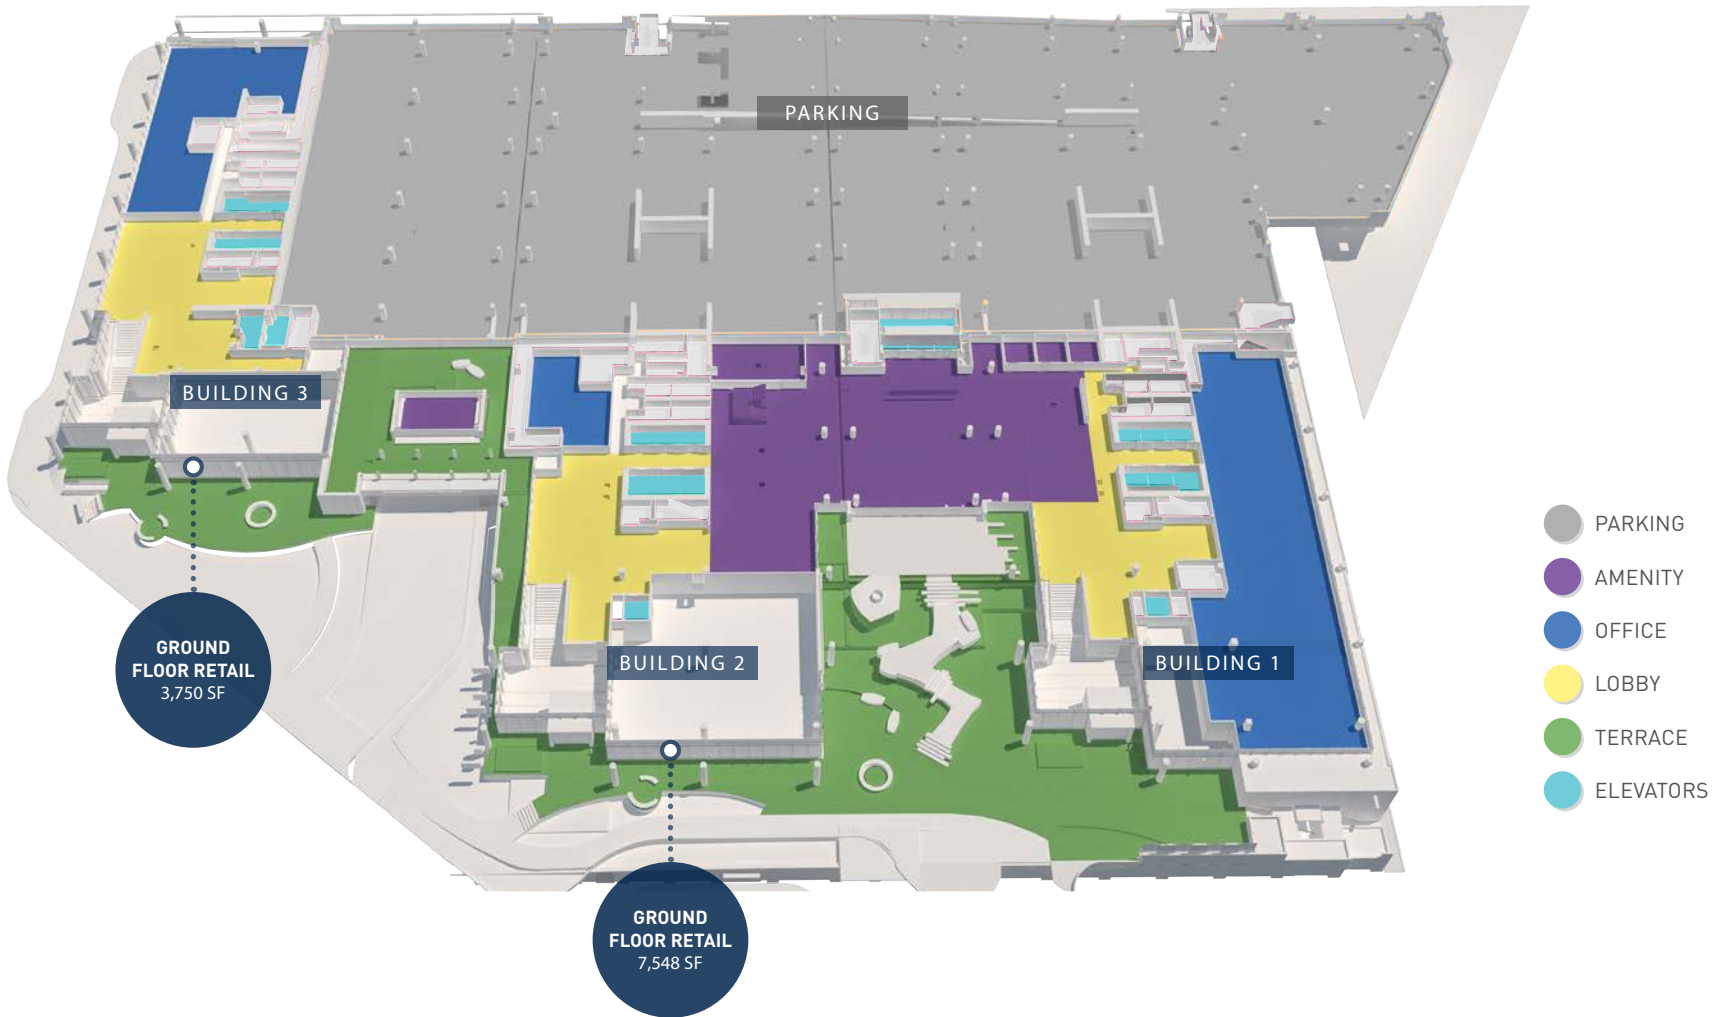 PARKING
BUILDING 3
BUILDING 2
BUILDING 1
GROUND
FLOOR RETAIL
3,750 SF
GROUND
FLOOR RETAIL
7,548 SF
PARKING
AMENITY
OFFICE
LOBBY
TERRACE
ELEVATORS